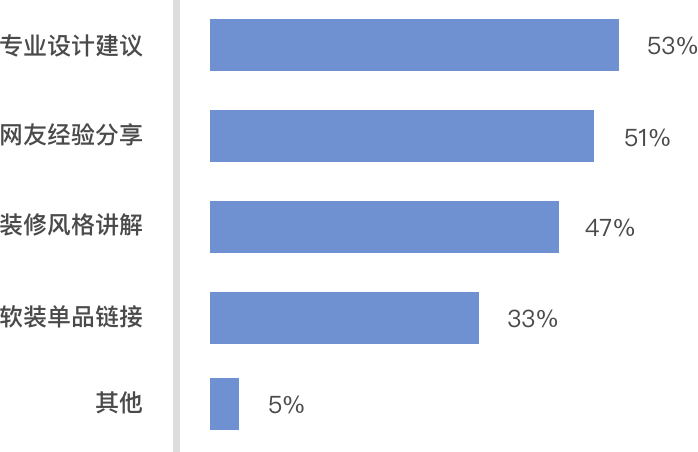 专业设计建议 53%
网友经验分享 51%
装修风格讲解 47%
软装单品链接 33%
其他 5%